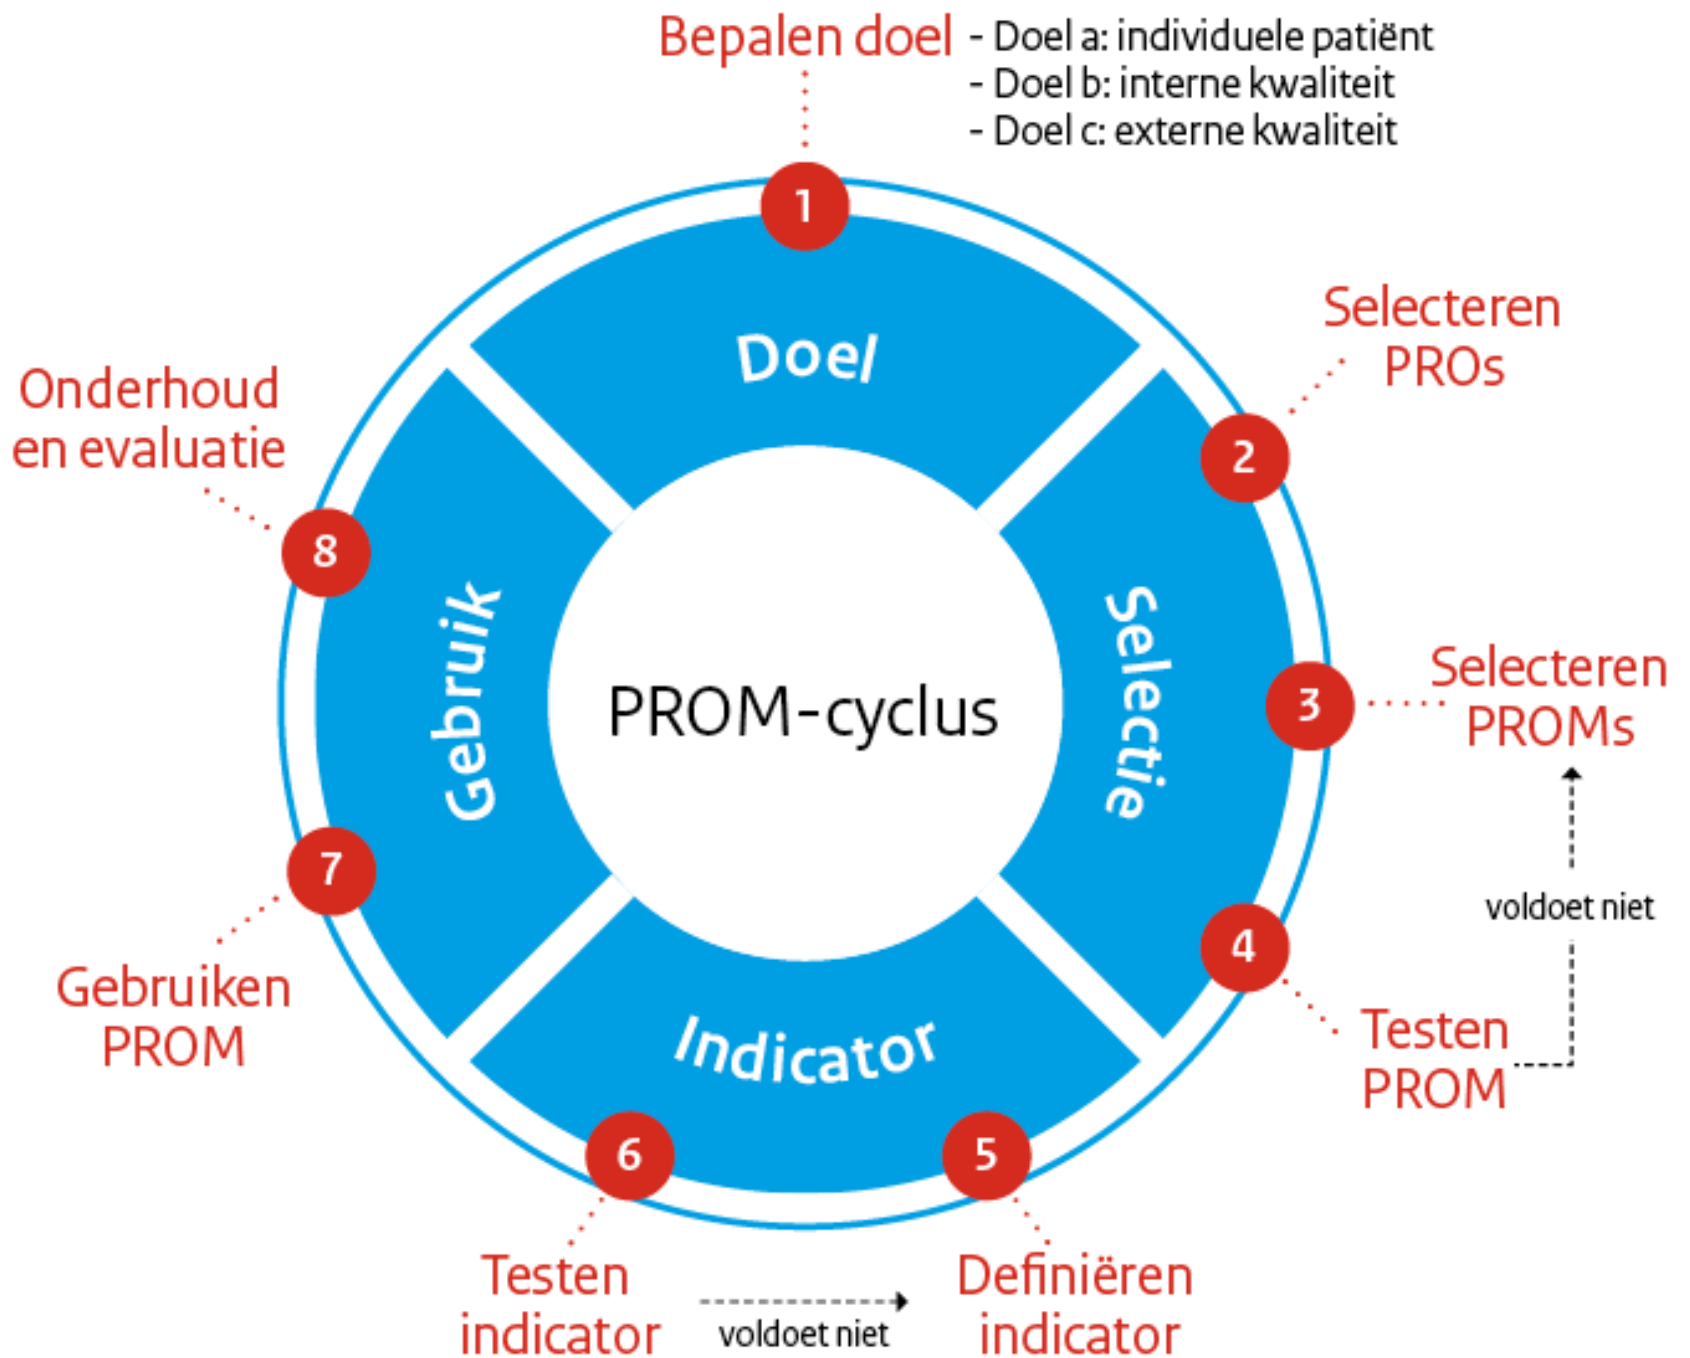 Bepalen doel
- Doel a: individuele patiënt
- Doel b: interne kwaliteit
- Doel c: externe kwaliteit
1
Doel
Selecteren
PROs
2
Selectie
Selecteren
PROMs
3
voldoet niet
4
Testen
PROM
Indicator
5
Definiëren
indicator
6
Testen
indicator
voldoet niet
7
Gebruiken
PROM
Gebruik
8
Onderhoud
en evaluatie
PROM-cyclus